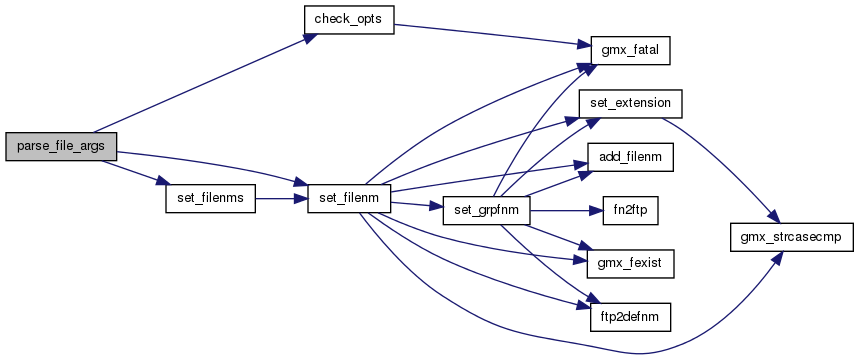 check_opts
gmx_fatal
set_extension
parse_file_args
add_filenm
set_filenms
set_filenm
set_grpfnm
fn2ftp
gmx_strcasecmp
gmx_fexist
ftp2defnm